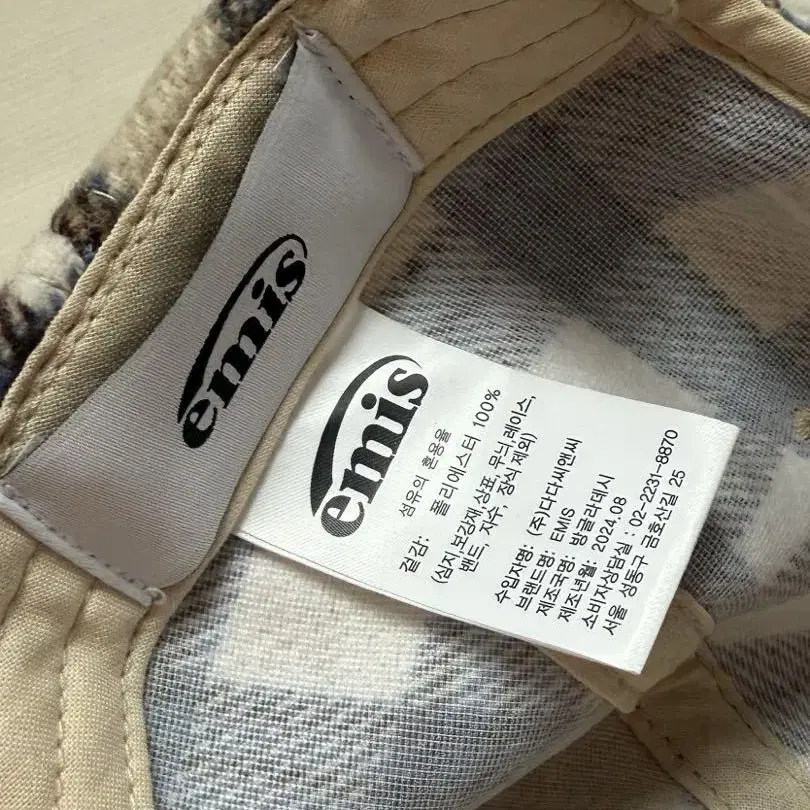 emis
emis
섬유의 혼용율
겉감: 폴리에스터 100%
(심지,보강재,상표,무늬,레이스,
밴드, 자수, 장식 제외)
수입자명: (주)다다씨앤씨
브랜드명: EMIS
제조국명: 방글라데시
제조년월: 2024.08
소비자상담실 : 02-2231-8870
서울 성동구 금호산길 25